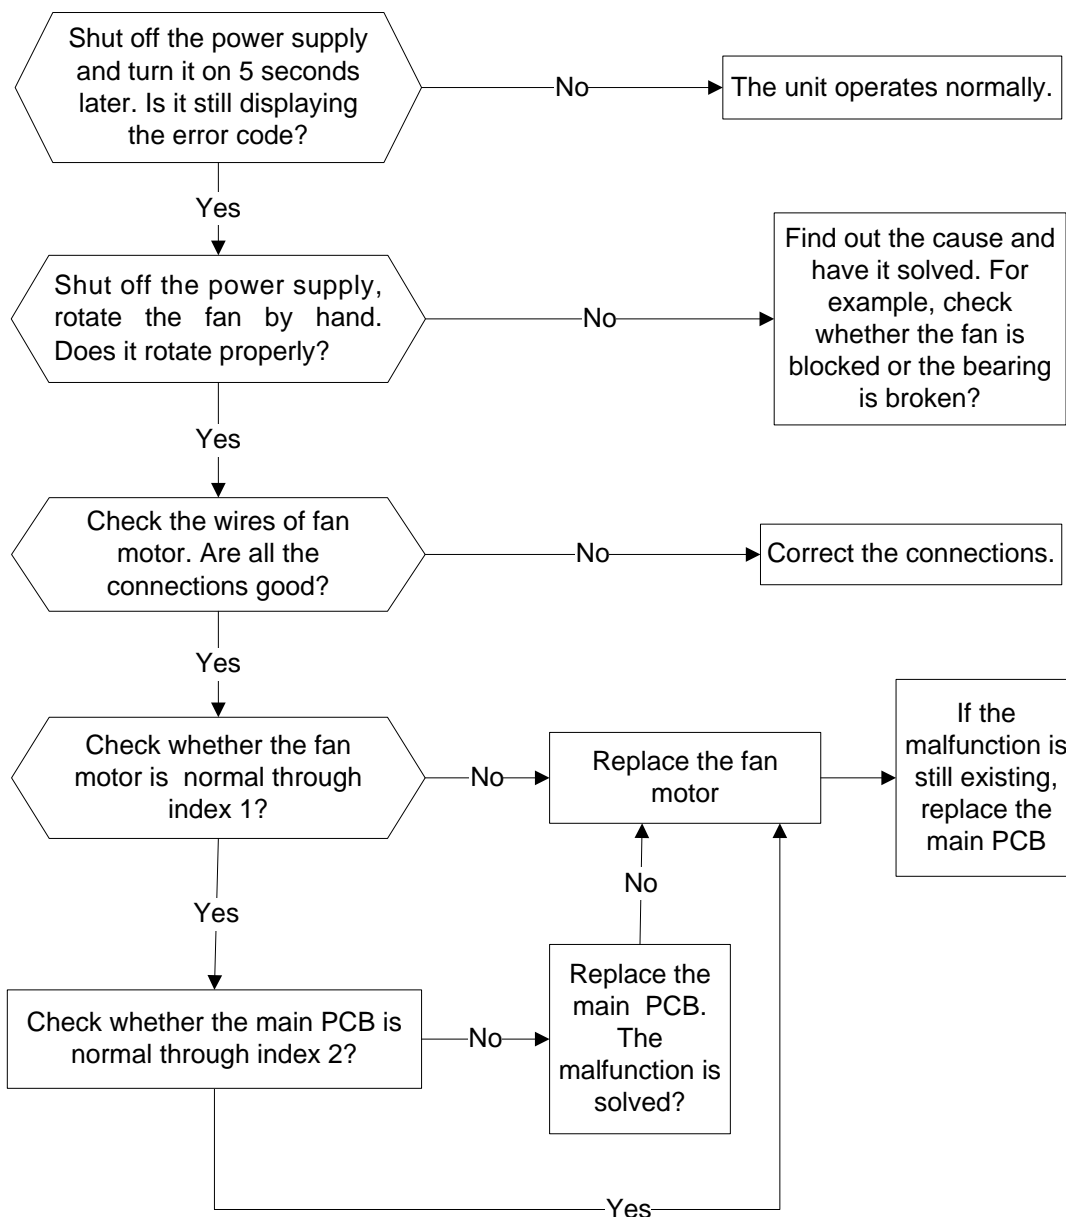 Shut off the power supply
and turn it on 5 seconds
later. Is it still displaying
the error code?
No
The unit operates normally.
Yes
Shut off the power supply,
rotate the fan by hand.
Does it rotate properly?
No
Find out the cause and
have it solved. For
example, check
whether the fan is
blocked or the bearing
is broken?
Yes
Check the wires of fan
motor. Are all the
connections good?
No
Correct the connections.
Yes
Check whether the fan
motor is normal through
index 1?
No
Replace the fan
motor
If the
malfunction is
still existing,
replace the
main PCB
Yes
No
Check whether the main PCB is
normal through index 2?
No
Replace the
main PCB.
The
malfunction is
solved?
Yes